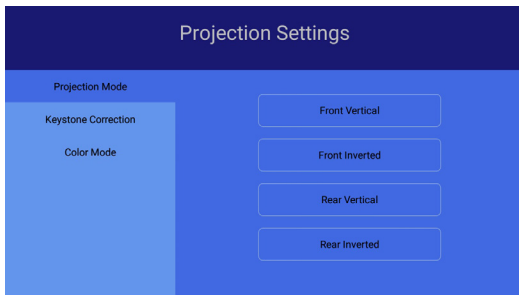 Projection Settings
Projection Mode
Keystone Correction
Color Mode
Front Vertical
Front Inverted
Rear Vertical
Rear Inverted